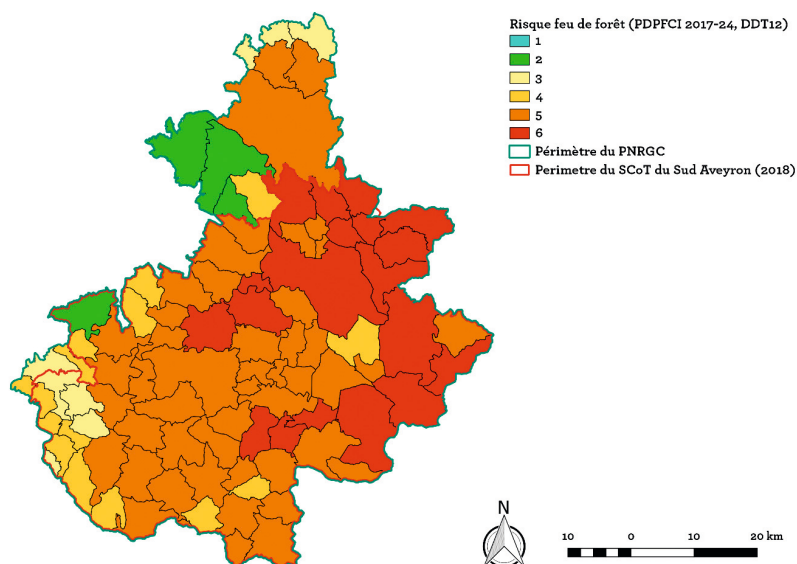 Risque feu de forêt (PDPFCI 2017-24, DDT12)
1
2
3
4
5
6
Périmètre du PNRGC
Perimetre du SCoT du Sud Aveyron (2018)
N
10 0 10 20 km